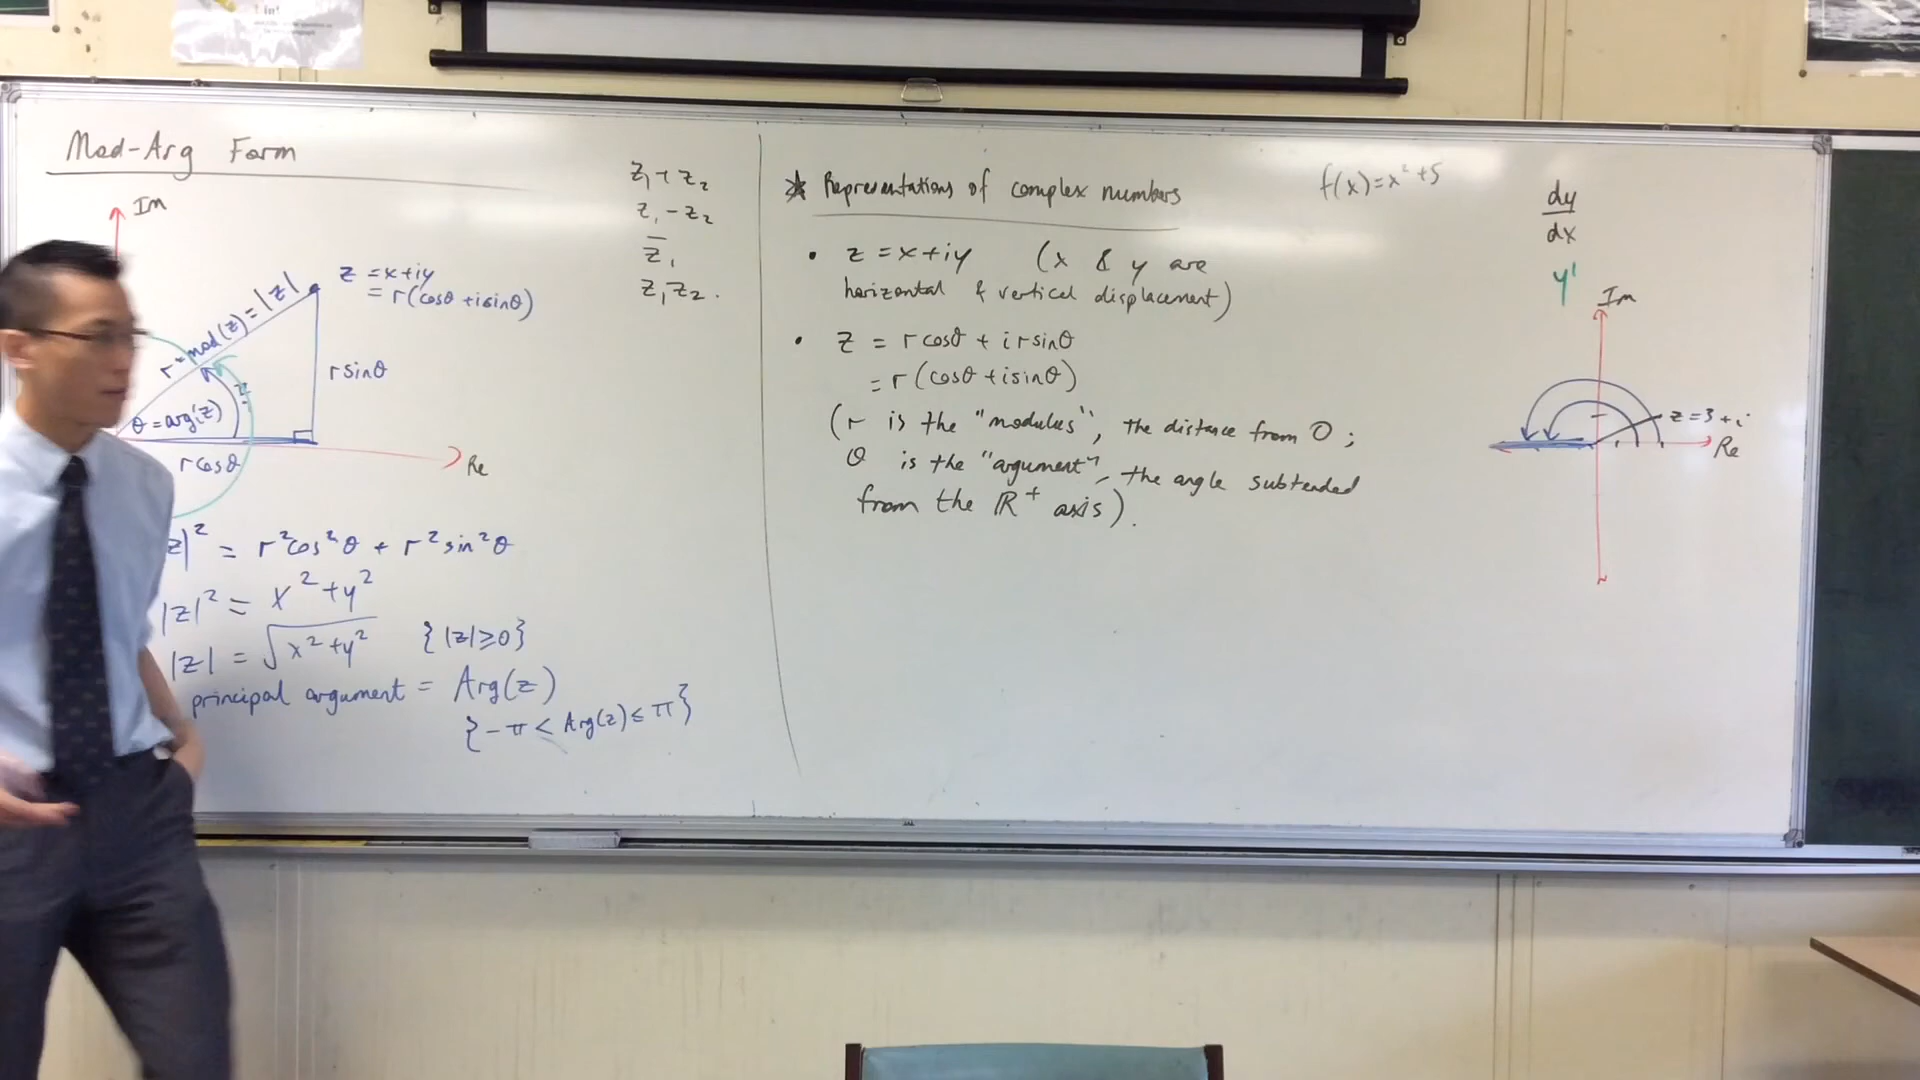 Mod-Arg Form
Im
z = x+iy
= r(cosθ + isinθ)
r = mod(z) = |z|
θ = arg(z)
r sinθ
r cosθ
Re
z|² = r²cos²θ + r²sin²θ
|z|² = x² + y²
|z| = √x² + y² {|z| ≥ 0}
principal argument = Arg(z)
{-π < Arg(z) ≤ π}
z₁ + z₂
z₁ - z₂
z̅₁
z₁z₂.
★ Representations of complex numbers
• z = x+iy (x & y are
horizontal & vertical displacement)
• z = r cosθ + i r sinθ
= r(cosθ + isinθ)
(r is the "modulus", the distance from O;
θ is the "argument", the angle subtended
from the ℝ⁺ axis).
f(x) = x² + 5
dy
dx
y'
Im
z = 3 + i
Re